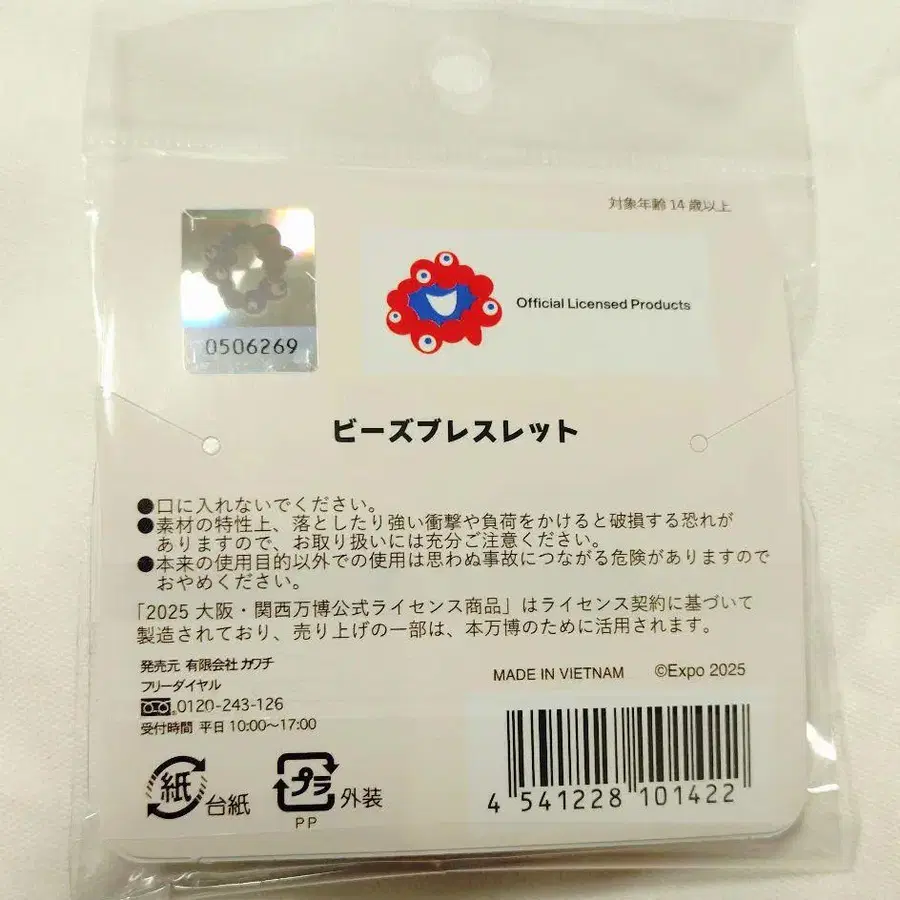 対象年齢 14 歳以上
0506269
Official Licensed Products
ビーズブレスレット
●口に入れないでください。
●素材の特性上、落としたり強い衝撃や負荷をかけると破損する恐れが
ありますので、お取り扱いには充分ご注意ください。
●本来の使用目的以外での使用は思わぬ事故につながる危険がありますので
おやめください。
「2025 大阪・関西万博公式ライセンス商品」はライセンス契約に基づいて
製造されており、売り上げの一部は、本万博のために活用されます。
発売元 有限会社 カワチ
フリーダイヤル
0120-243-126
受付時間 平日 10:00～17:00
MADE IN VIETNAM ©Expo 2025
紙 台紙
プラ 外装
PP
4 541228 101422